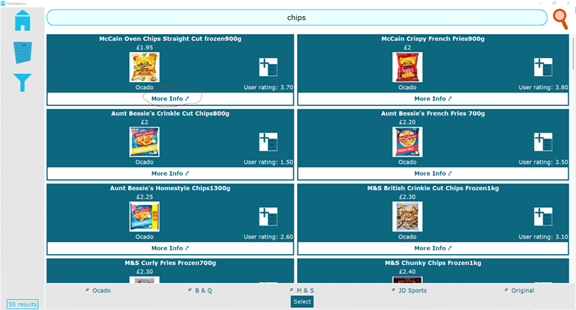 chips
McCain Oven Chips Straight Cut frozen900g
£1.95
Ocado
User rating: 3.70
More Info
McCain Crispy French Fries900g
£2
Ocado
User rating: 3.80
More Info
Aunt Bessie's Crinkle Cut Chips800g
£2
Ocado
User rating: 1.50
More Info
Aunt Bessie's French Fries 700g
£2.20
Ocado
User rating: 3.50
More Info
Aunt Bessie's Homestyle Chips1300g
£2.25
Ocado
User rating: 2.60
More Info
M&S British Crinkle Cut Chips Frozen1kg
£2.30
Ocado
User rating: 3.10
More Info
M&S Curly Fries Frozen700g
£2.30
M&S Chunky Chips Frozen1kg
£2.40
50 results
Ocado
B & Q
M & S
JD Sports
Original
Select